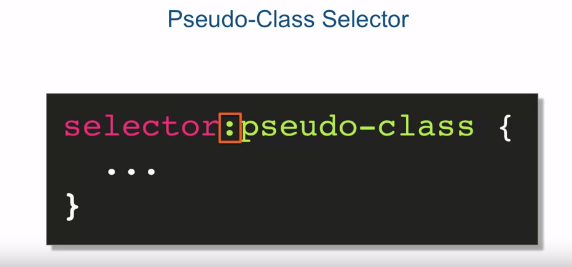 Pseudo-Class Selector
selector:pseudo-class {
...
}